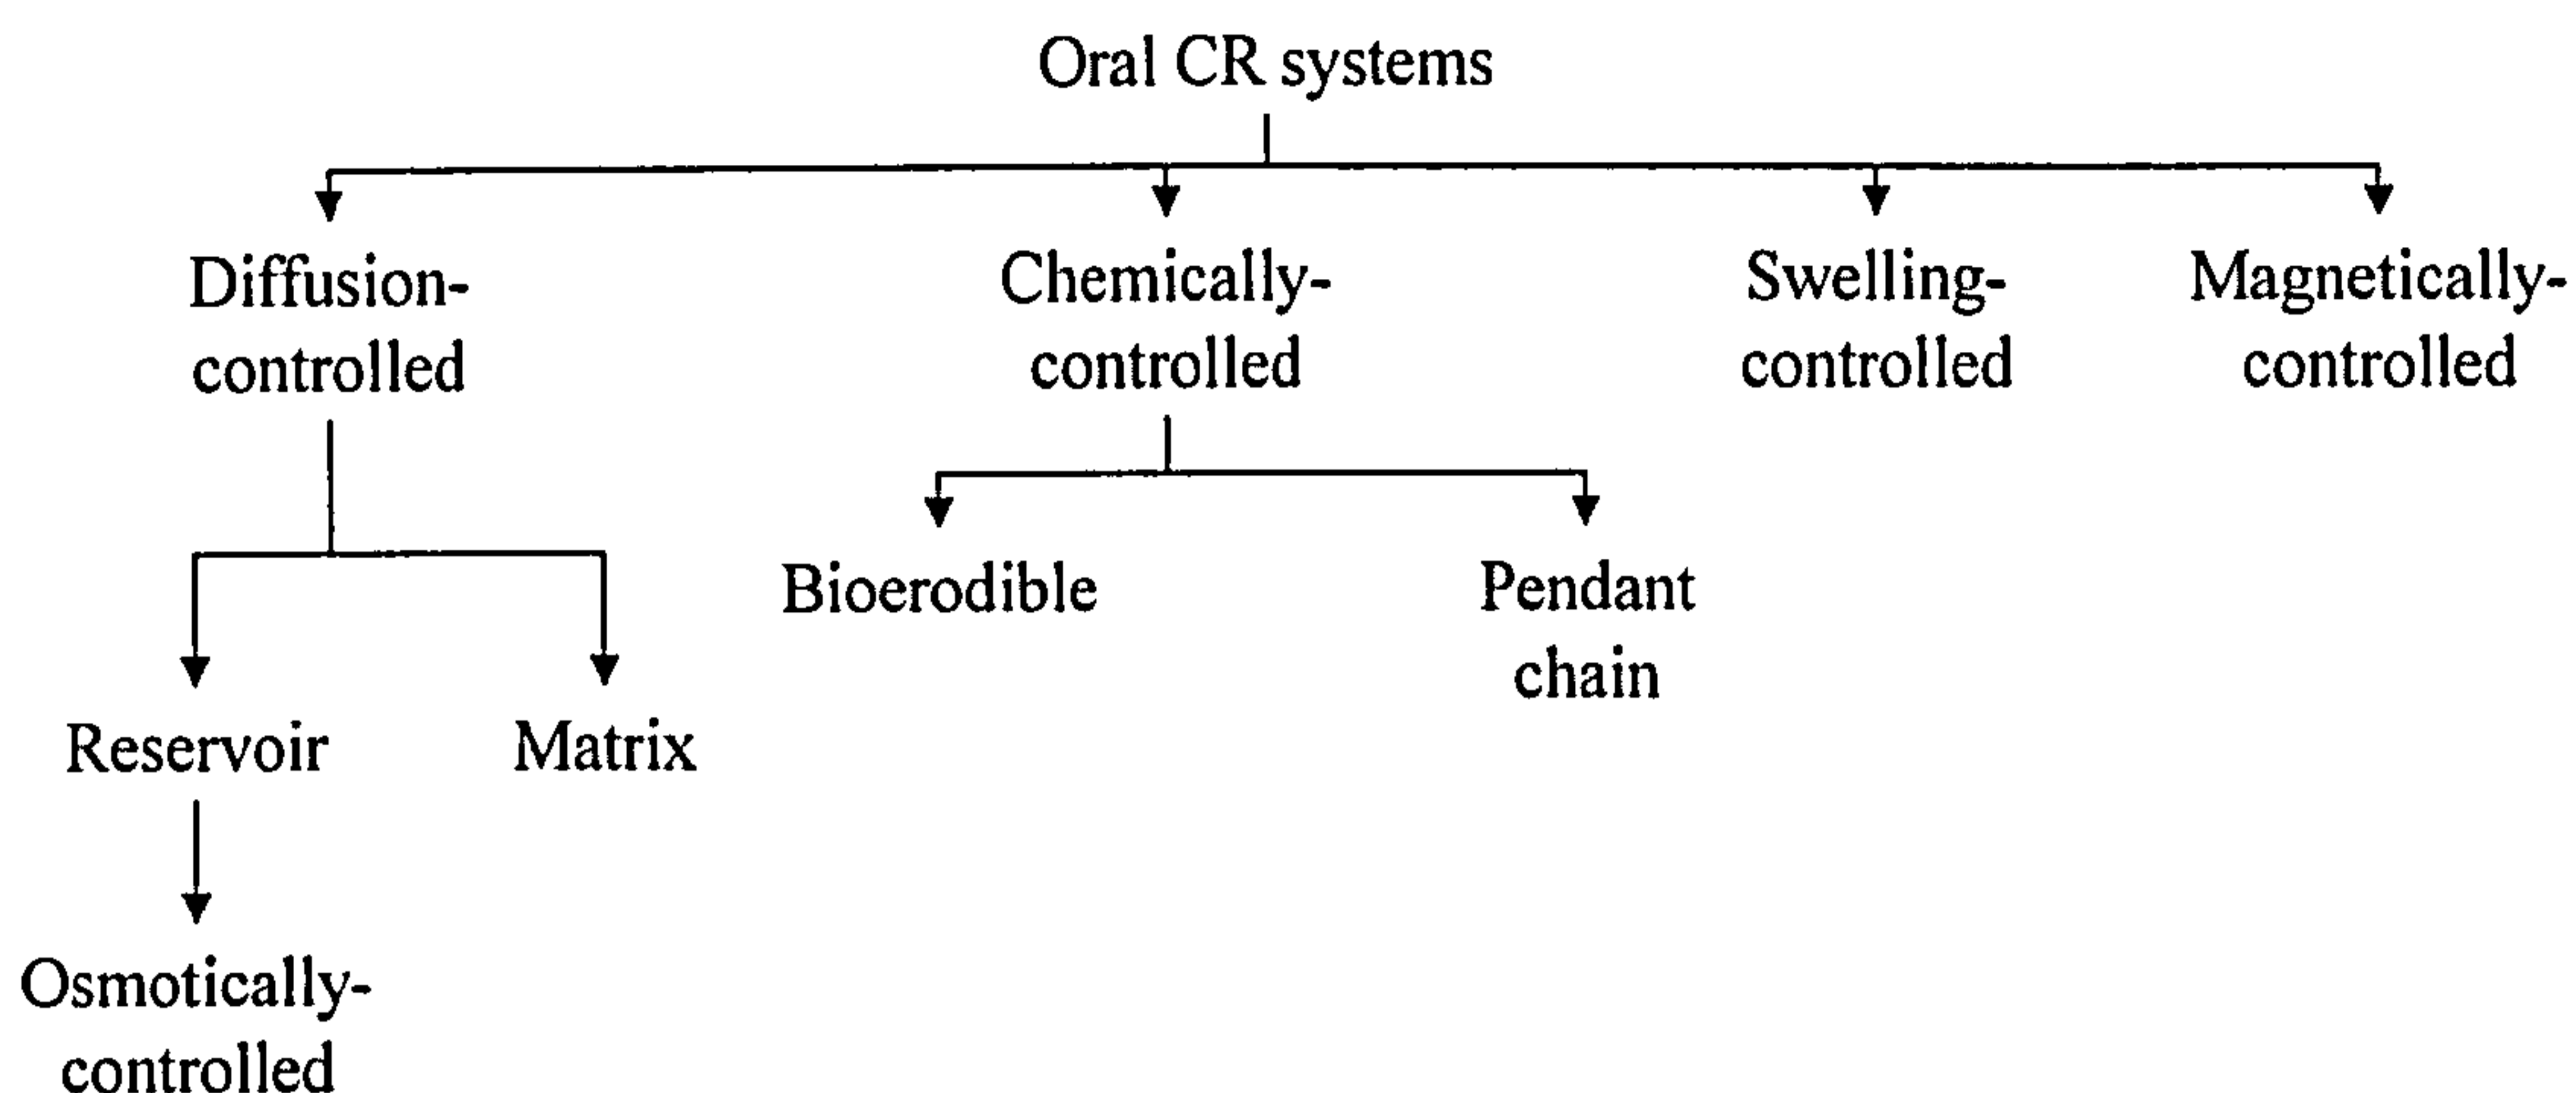 Oral CR systems
Diffusion-
controlled
Chemically-
controlled
Swelling-
controlled
Magnetically-
controlled
Bioerodible
Pendant
chain
Reservoir
Matrix
Osmotically-
controlled